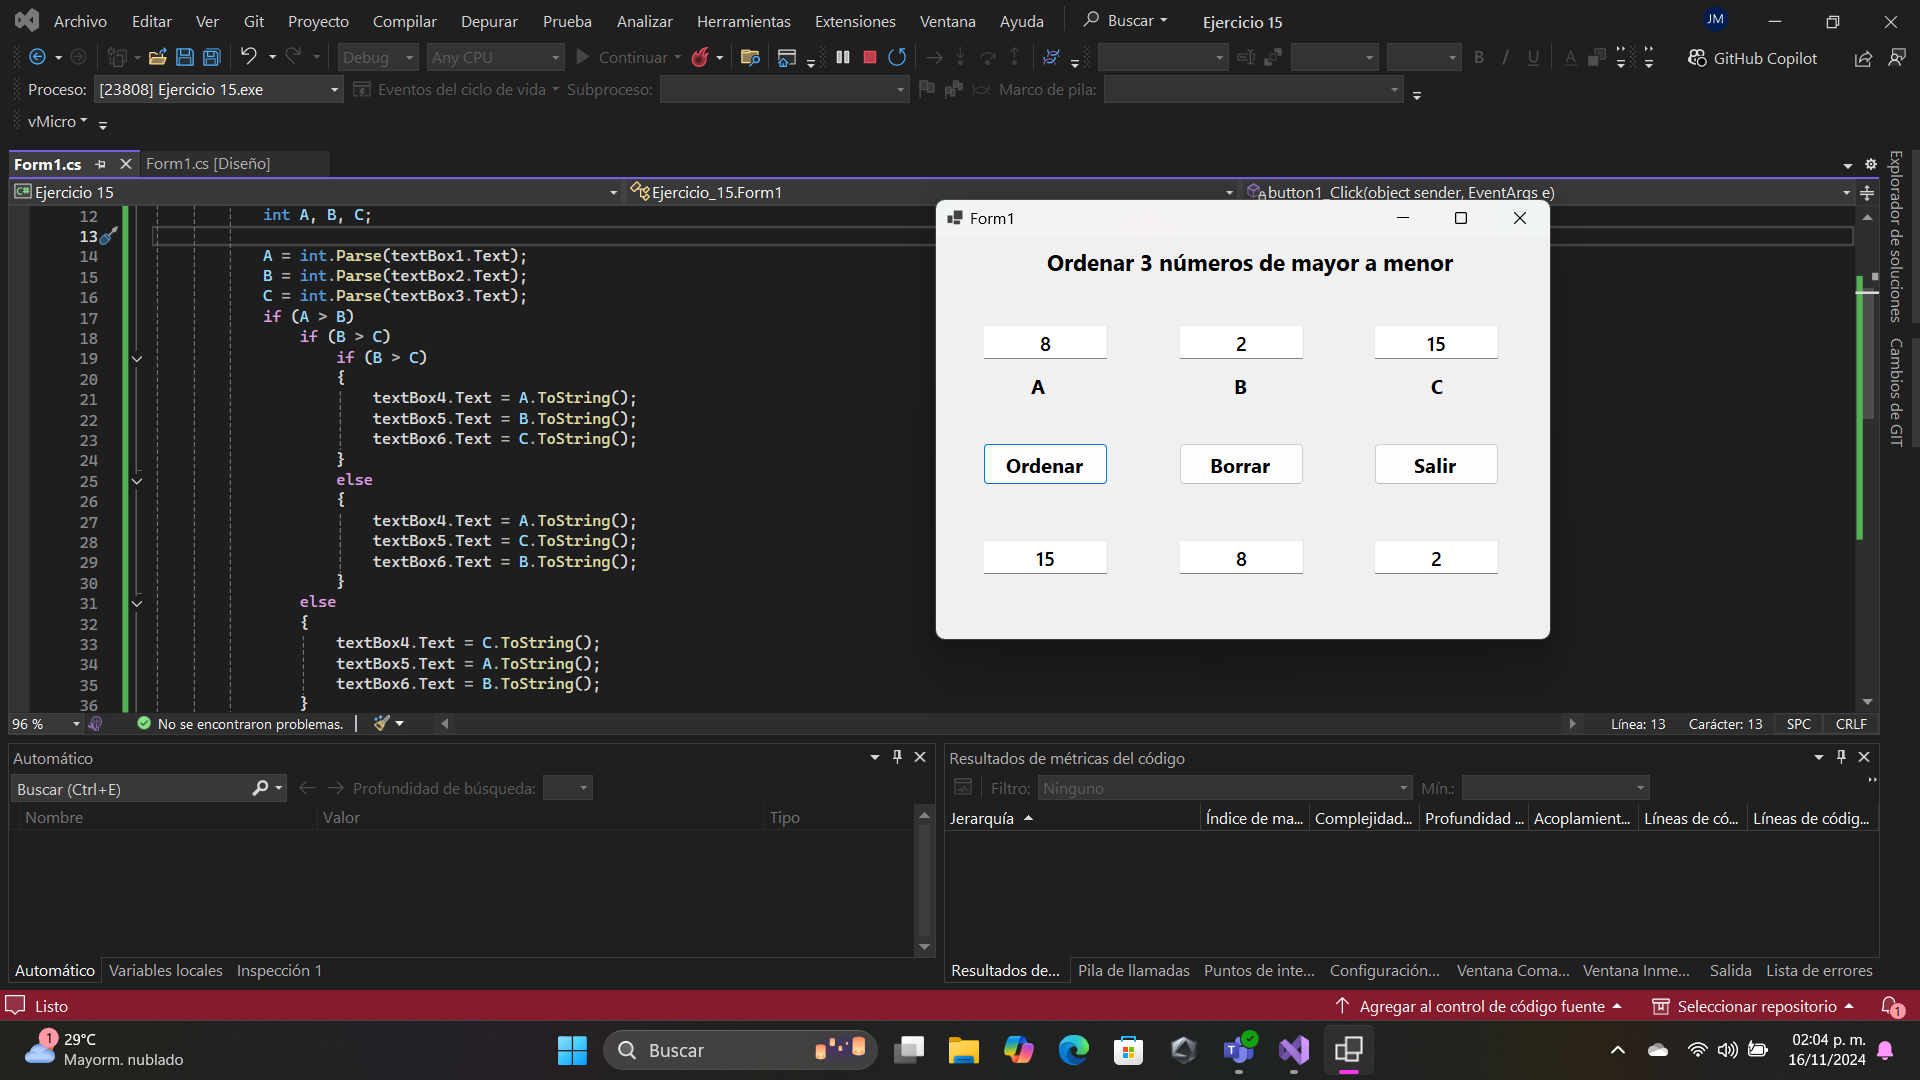 Archivo Editar Ver Git Proyecto Compilar Depurar Prueba Analizar Herramientas Extensiones Ventana Ayuda Buscar Ejercicio 15 JM
Debug Any CPU Continuar GitHub Copilot
Proceso: [23808] Ejercicio 15.exe Eventos del ciclo de vida Subproceso: Marco de pila:
vMicro
Form1.cs Form1.cs [Diseño]
Ejercicio 15 Ejercicio_15.Form1 button1_Click(object sender, EventArgs e)
12 int A, B, C;
13
14 A = int.Parse(textBox1.Text);
15 B = int.Parse(textBox2.Text);
16 C = int.Parse(textBox3.Text);
17 if (A > B)
18 if (B > C)
19 if (B > C)
20 {
21 textBox4.Text = A.ToString();
22 textBox5.Text = B.ToString();
23 textBox6.Text = C.ToString();
24 }
25 else
26 {
27 textBox4.Text = A.ToString();
28 textBox5.Text = C.ToString();
29 textBox6.Text = B.ToString();
30 }
31 else
32 {
33 textBox4.Text = C.ToString();
34 textBox5.Text = A.ToString();
35 textBox6.Text = B.ToString();
36 }
Form1
Ordenar 3 números de mayor a menor
8 2 15
A B C
Ordenar Borrar Salir
15 8 2
Explorador de soluciones
Cambios de GIT
96 % No se encontraron problemas. Línea: 13 Carácter: 13 SPC CRLF
Automático
Buscar (Ctrl+E) Profundidad de búsqueda:
Nombre Valor Tipo
Automático Variables locales Inspección 1
Resultados de métricas del código
Filtro: Ninguno Mín.:
Jerarquía Índice de ma... Complejidad... Profundidad ... Acoplamient... Líneas de có... Líneas de códig...
Resultados de... Pila de llamadas Puntos de inte... Configuración... Ventana Coma... Ventana Inme... Salida Lista de errores
Listo Agregar al control de código fuente Seleccionar repositorio 1
1 29°C
Mayorm. nublado
Buscar
02:04 p. m.
16/11/2024